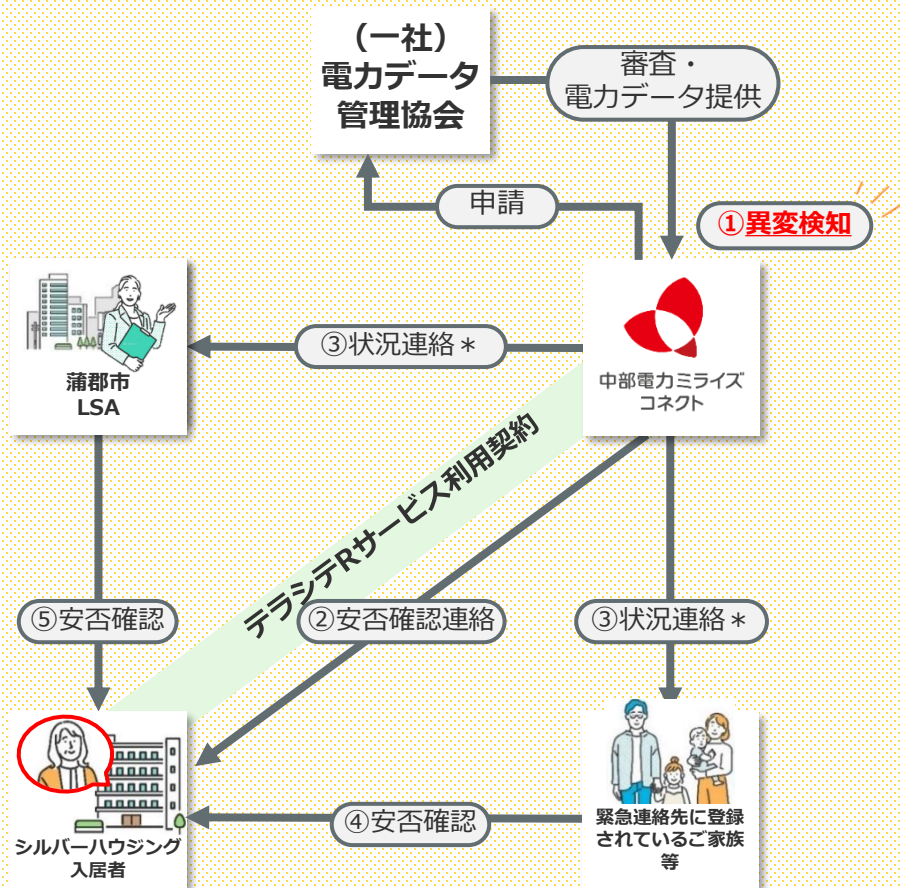 （一社）
電力データ
管理協会
審査・
電力データ提供
申請
①異変検知
蒲郡市
LSA
③状況連絡＊
中部電力ミライズ
コネクト
テラシテRサービス利用契約
⑤安否確認
②安否確認連絡
③状況連絡＊
シルバーハウジング
入居者
④安否確認
緊急連絡先に登録
されているご家族
等